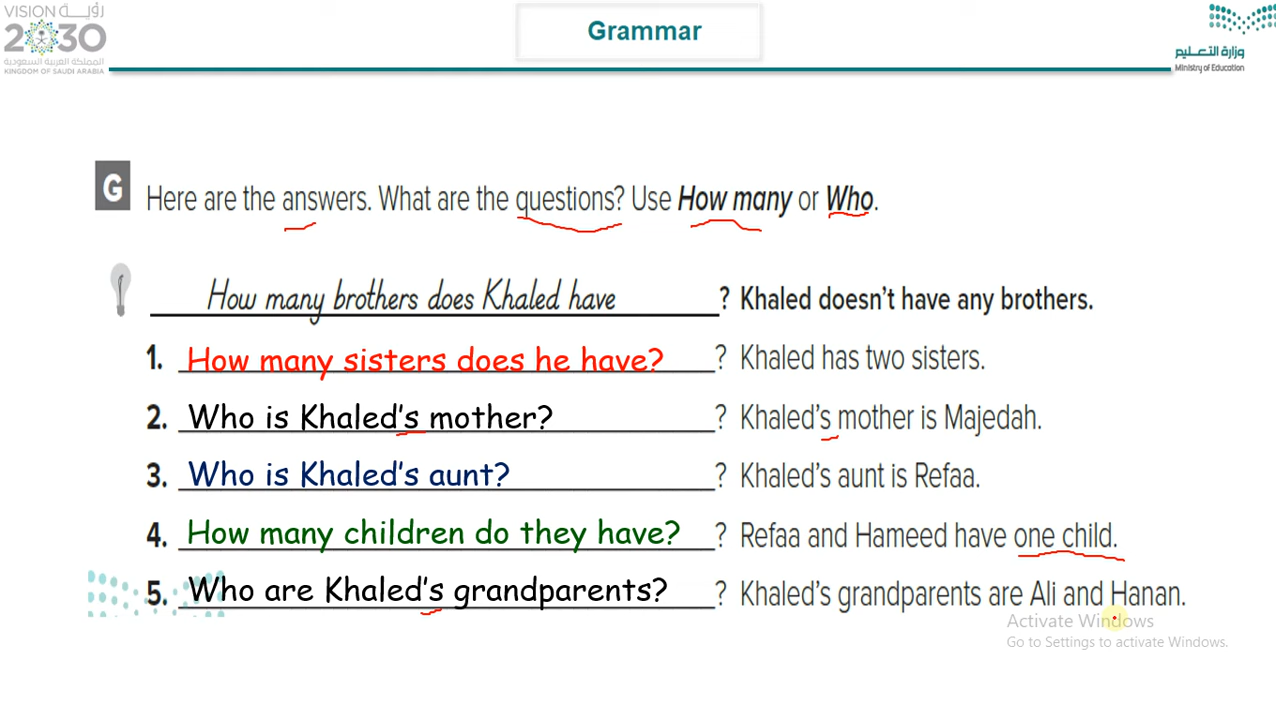 VISION رؤيــة
2030
المملكة العربية السعودية
KINGDOM OF SAUDI ARABIA
Grammar
وزارة التعـليم
Ministry of Education
G Here are the answers. What are the questions? Use How many or Who.
How many brothers does Khaled have ? Khaled doesn't have any brothers.
1. How many sisters does he have? ? Khaled has two sisters.
2. Who is Khaled's mother? ? Khaled's mother is Majedah.
3. Who is Khaled's aunt? ? Khaled's aunt is Refaa.
4. How many children do they have? ? Refaa and Hameed have one child.
5. Who are Khaled's grandparents? ? Khaled's grandparents are Ali and Hanan.
Activate Windows
Go to Settings to activate Windows.